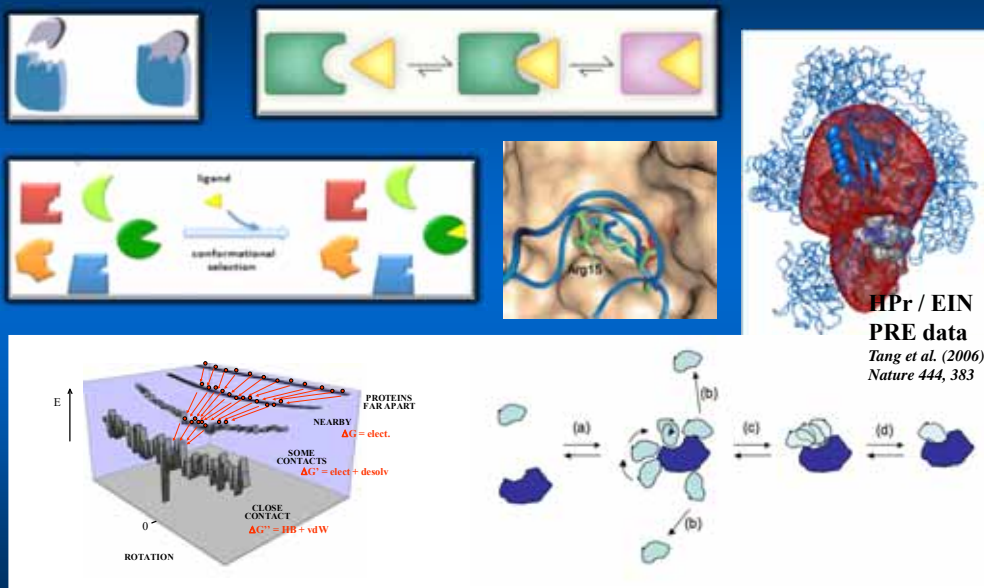 ligand
conformational
selection
Arg15
HPr / EIN
PRE data
Tang et al. (2006)
Nature 444, 383
E
PROTEINS
FAR APART
NEARBY
ΔG = elect.
SOME
CONTACTS
ΔG' = elect + desolv
CLOSE
CONTACT
ΔG'' = HB + vdW
0
ROTATION
(a)
(b)
(c)
(d)
(b)